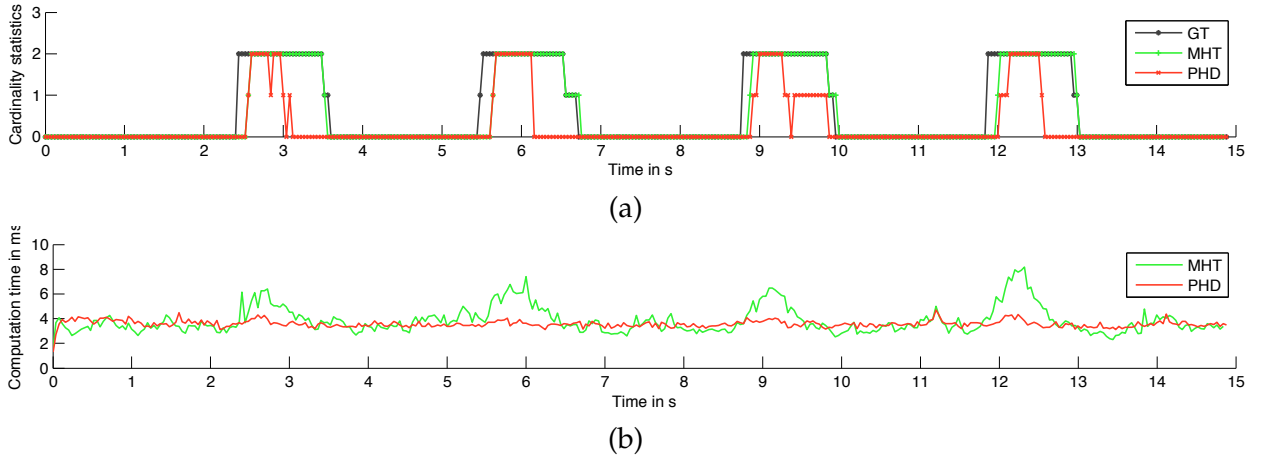 Cardinality statistics
3
2
1
0
GT
MHT
PHD
0 1 2 3 4 5 6 7 8 9 10 11 12 13 14 15
Time in s
(a)
Computation time in ms
10
8
6
4
2
0
MHT
PHD
0 1 2 3 4 5 6 7 8 9 10 11 12 13 14 15
Time in s
(b)